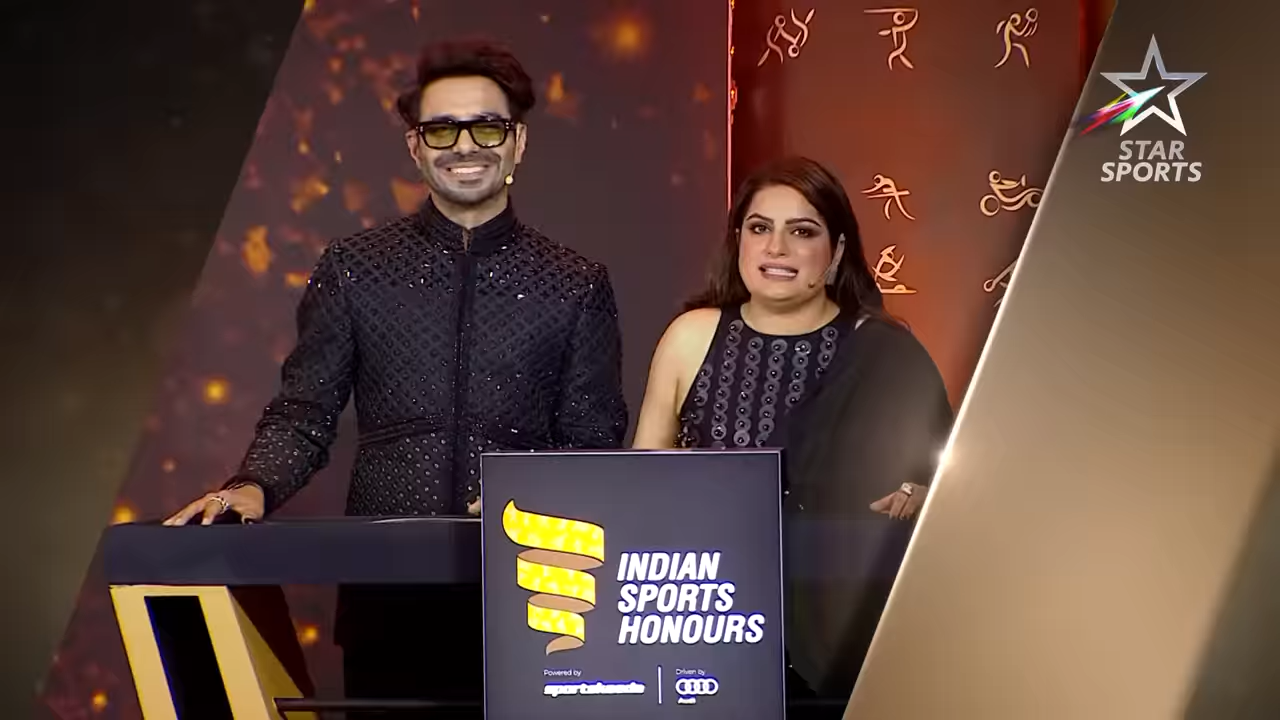 STAR
SPORTS
INDIAN
SPORTS
HONOURS
Powered by
sportskeeda
Driven by
Audi